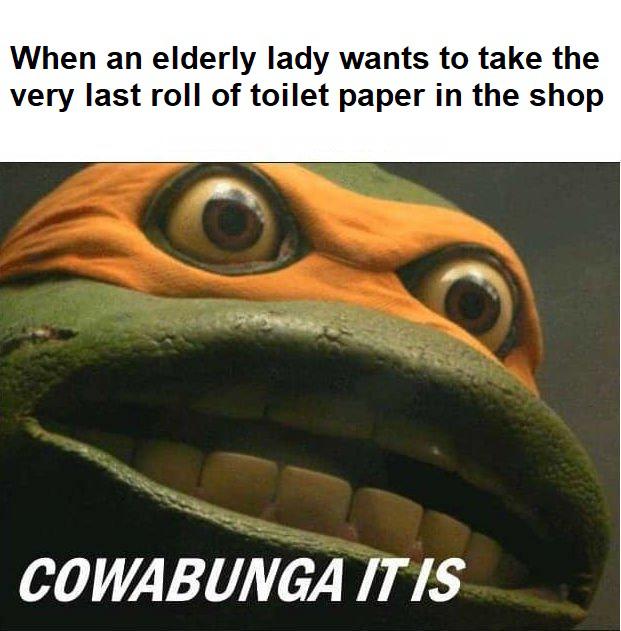 When an elderly lady wants to take the
very last roll of toilet paper in the shop
COWABUNGA IT IS